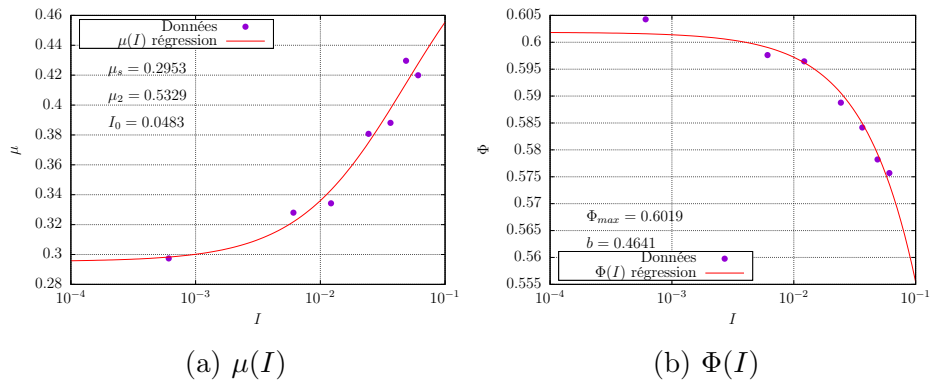 0.46
0.44
0.42
0.4
0.38
0.36
0.34
0.32
0.3
0.28
μ
10⁻⁴
10⁻³
10⁻²
10⁻¹
I
Données
μ(I) régression
μₛ = 0.2953
μ₂ = 0.5329
I₀ = 0.0483
(a) μ(I)
0.605
0.6
0.595
0.59
0.585
0.58
0.575
0.57
0.565
0.56
0.555
Φ
10⁻⁴
10⁻³
10⁻²
10⁻¹
I
Φₘₐₓ = 0.6019
b = 0.4641
Données
Φ(I) régression
(b) Φ(I)